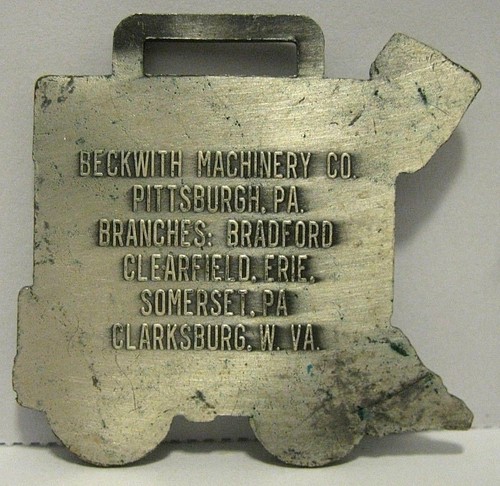 BECKWITH MACHINERY CO.
PITTSBURGH, PA.
BRANCHES: BRADFORD
CLEARFIELD, ERIE,
SOMERSET, PA
CLARKSBURG, W. VA.